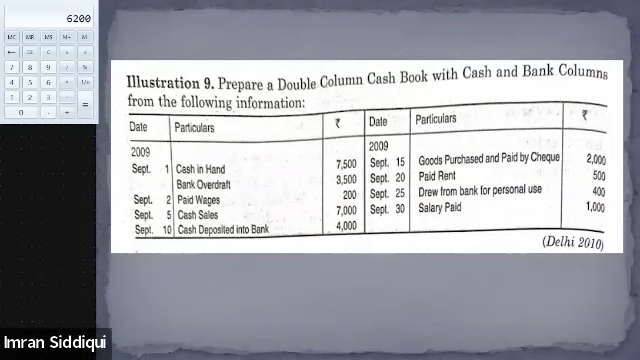 6200
MC MR MS M+ M-
7 8 9 / %
4 5 6 * 1/x
1 2 3 - =
0 . +
Illustration 9. Prepare a Double Column Cash Book with Cash and Bank Columns
from the following information:
Date Particulars ₹ Date Particulars ₹
2009 2009
Sept. 1 Cash in Hand 7,500 Sept. 15 Goods Purchased and Paid by Cheque 2,000
Bank Overdraft 3,500 Sept. 20 Paid Rent 500
Sept. 2 Paid Wages 200 Sept. 25 Drew from bank for personal use 400
Sept. 5 Cash Sales 7,000 Sept. 30 Salary Paid 1,000
Sept. 10 Cash Deposited into Bank 4,000
(Delhi 2010)
Imran Siddiqui